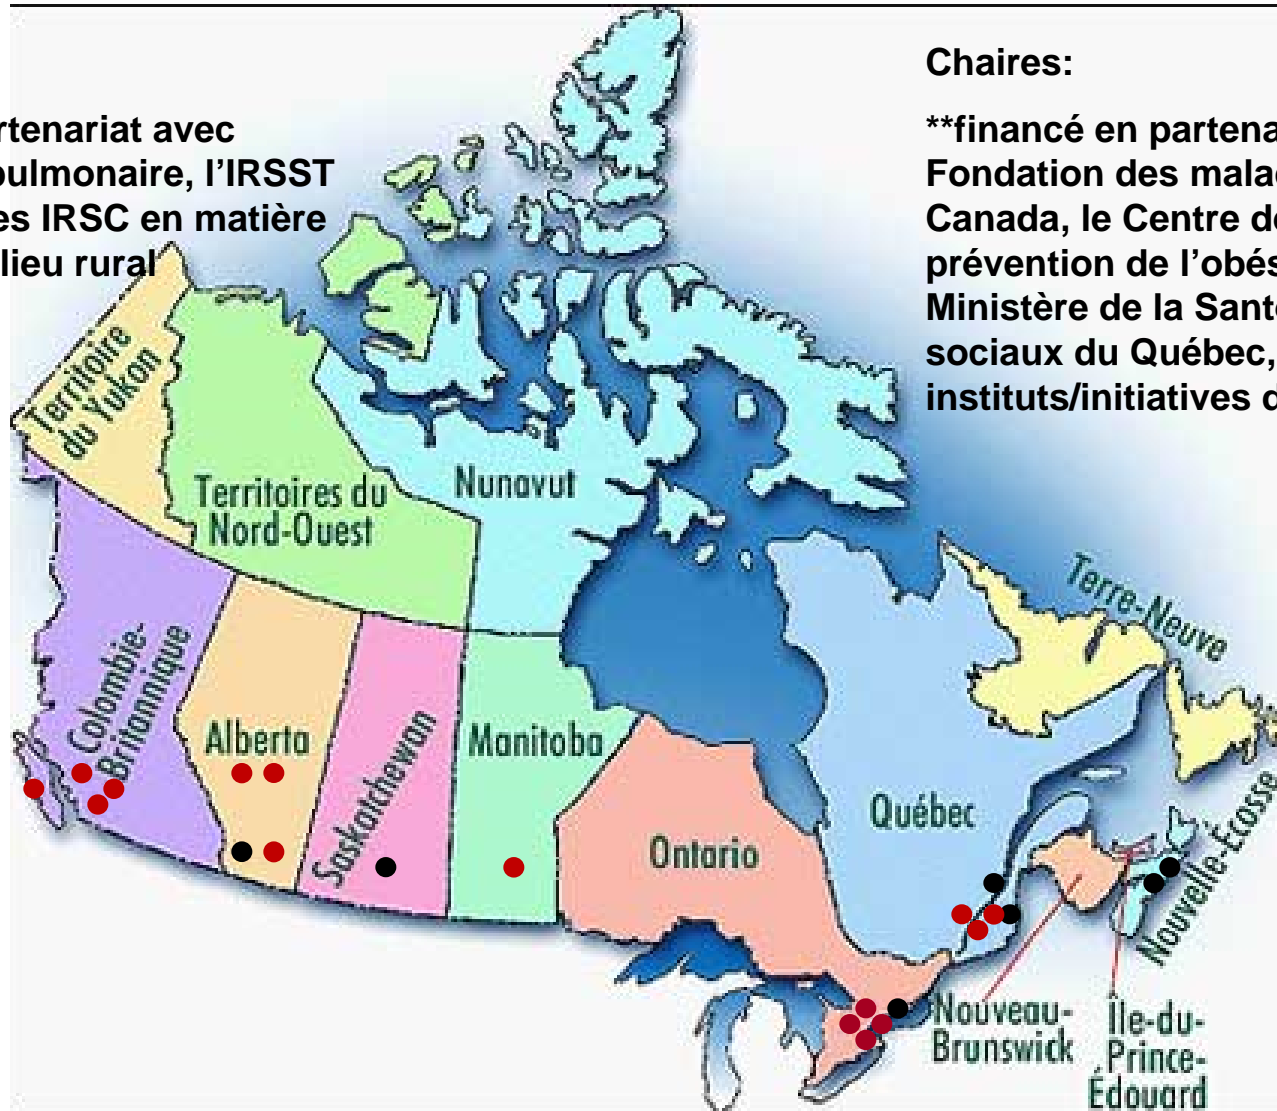 Chaires:
rtenariat avec
pulmonaire, l’IRSST
es IRSC en matière
lieu rural
**financé en partena
Fondation des malad
Canada, le Centre de
prévention de l’obés
Ministère de la Santé
sociaux du Québec,
instituts/initiatives d
Territoire
du Yukon
Territoires du
Nord-Ouest
Nunavut
Terre-Neuve
Colombie-
Britannique
Alberta
Saskatchewan
Manitoba
Ontario
Québec
Nouvelle-Écosse
Nouveau-
Brunswick
Île-du-
Prince-
Édouard